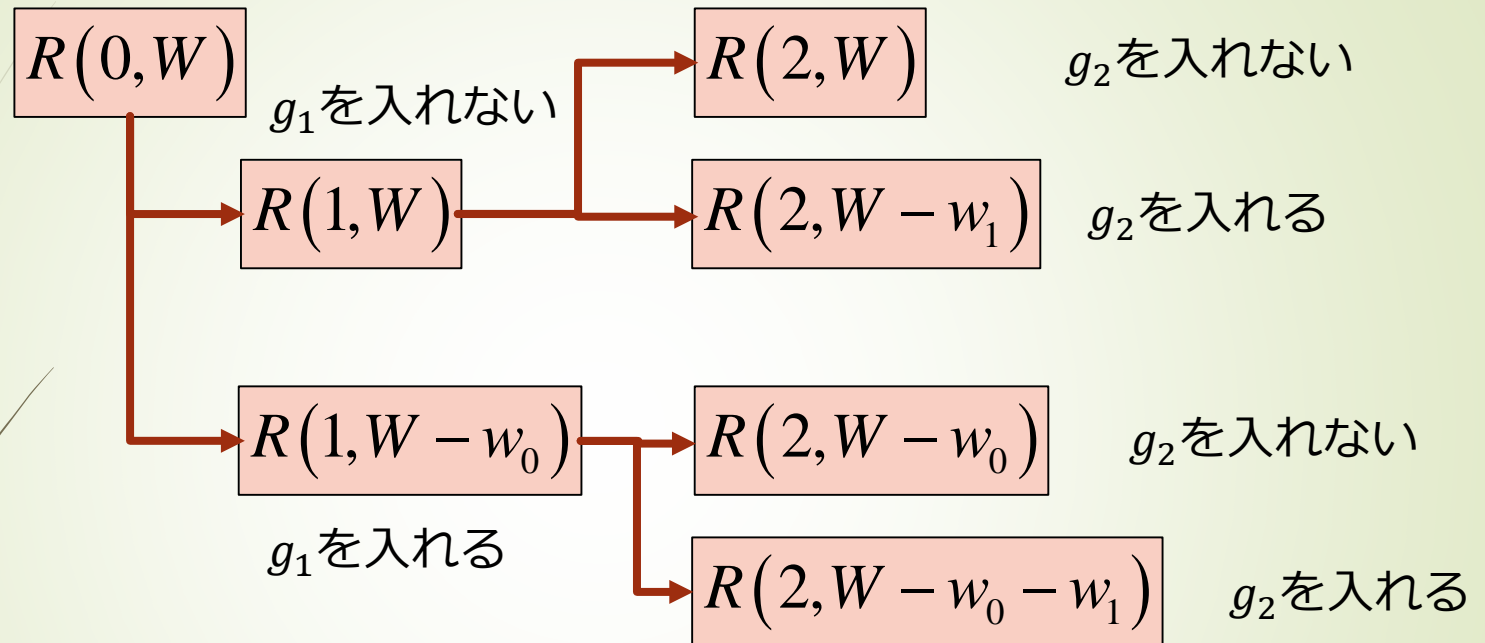 R(0,W)
g₁を入れない
R(2,W)
g₂を入れない
R(1,W)
R(2,W − w₁)
g₂を入れる
R(1,W − w₀)
R(2,W − w₀)
g₂を入れない
g₁を入れる
R(2,W − w₀ − w₁)
g₂を入れる